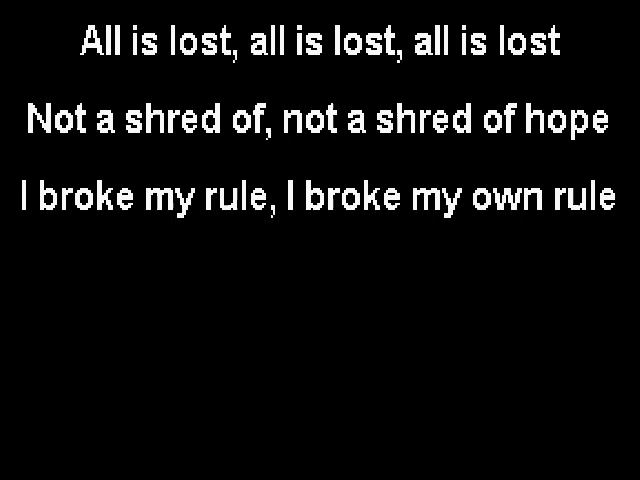 All is lost, all is lost, all is lost
Not a shred of, not a shred of hope
I broke my rule, I broke my own rule